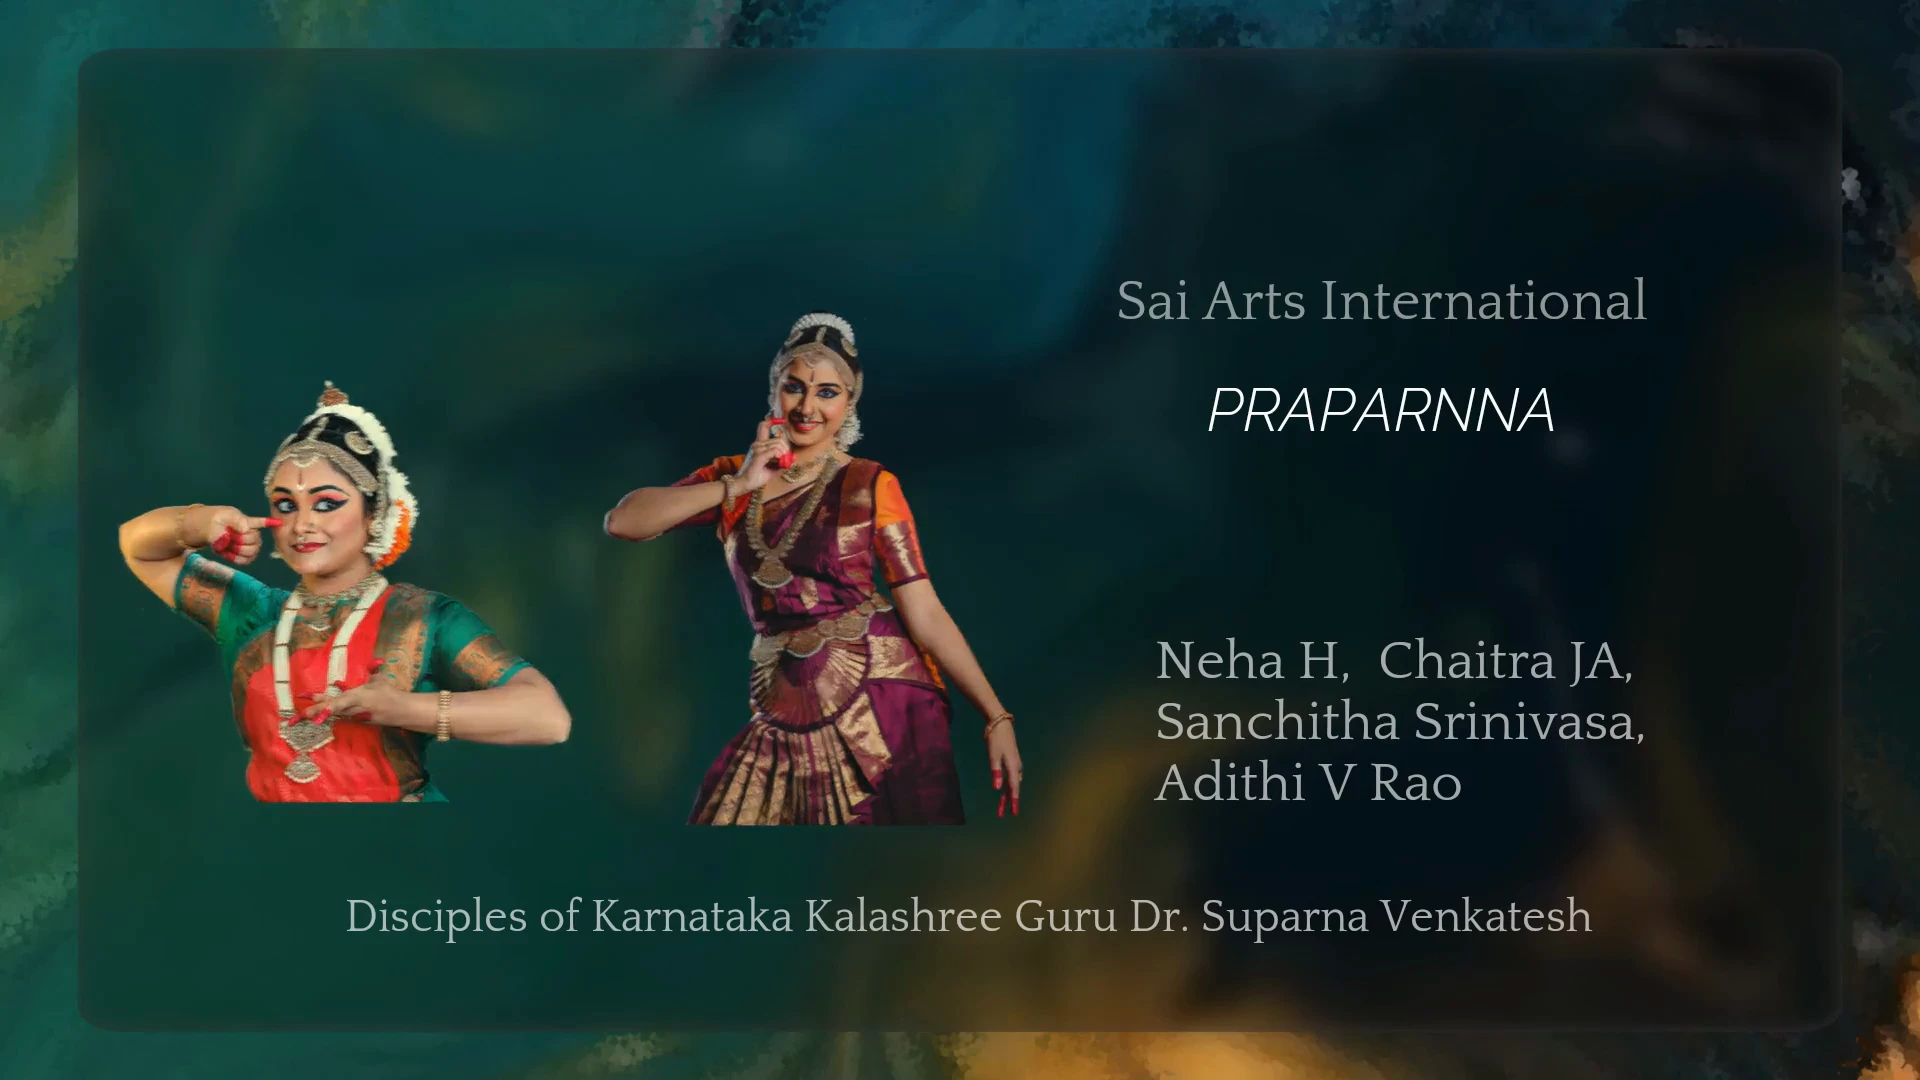 Sai Arts International
PRAPARNNA
Neha H, Chaitra JA,
Sanchitha Srinivasa,
Adithi V Rao
Disciples of Karnataka Kalashree Guru Dr. Suparna Venkatesh